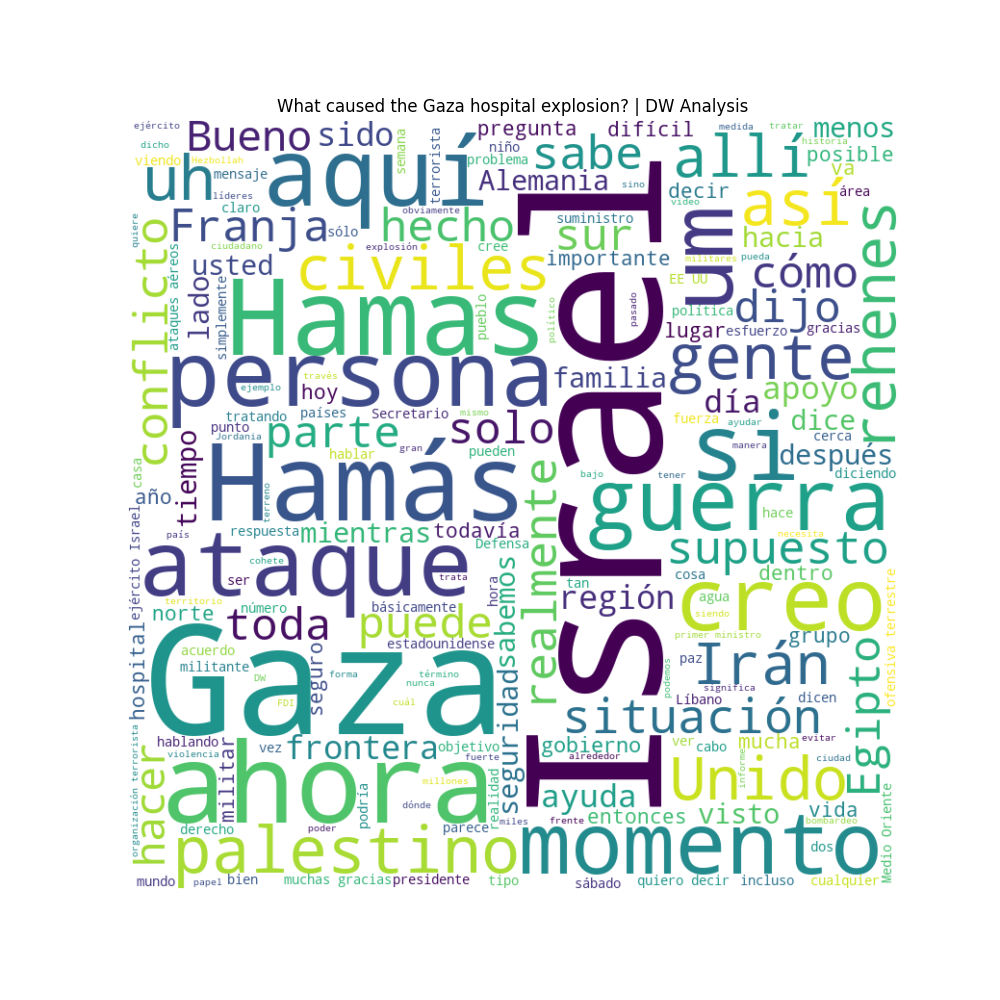 What caused the Gaza hospital explosion? | DW Analysis
ejército
Bueno
sido
semana
terrorista
pregunta
difícil
medida
tratar
menos
dicho
viendo
Hezbollah
uh
mensaje
aquí
niño
problema
sabe
allí
historia
posible
va
líderes
claro
Alemania
sino
decir
área
quiere
Franja
sólo
obviamente
hecho
suministro
sur
video
um
así
ciudadano
explosión
cree
importante
militares
pueda
hacia
conflicto
ataques aéreos
usted
lado
simplemente
civiles
EE UU
cómo
rehenes
Hamas
pueblo
político
pasado
Israel
política
dijo
lugar
esfuerzo
gracias
persona
través
hoy
ejemplo
familia
gente
apoyo
tratando
países
Secretario
mismo
día
fuerza
ayudar
dice
punto
Jordania
parte
solo
si
cerca
tiempo
hablar
gran
pueden
manera
después
casa
Hamás
bajo
tener
diciendo
año
terreno
realmente
guerra
hace
país
respuesta
mientras
todavía
necesita
ejército Israel
ataque
cohete
Defensa
supuesto
ser
trata
hora
tan
cosa
dentro
territorio
número
básicamente
sabemos
región
agua
creo
siendo
ofensiva terrestre
norte
toda
puede
estadounidense
primer ministro
grupo
hospital
acuerdo
militante
seguro
paz
Irán
Egipto
DW
forma
término
nunca
podemos
significa
Gaza
FDI
cuál
seguridad
Líbano
dicen
situación
hablando
violencia
vez
frontera
objetivo
fuerte
gobierno
alrededor
ver
cabo
mucha
evitar
ciudad
organización terrorista
hacer
militar
ahora
millones
realidad
informe
Unido
Medio Oriente
podría
dónde
ayuda
derecho
poder
parece
miles
frente
entonces
visto
vida
bombardeo
palestino
momento
dos
mundo
papel
bien
muchas gracias
presidente
tipo
sábado
quiero decir
incluso
cualquier